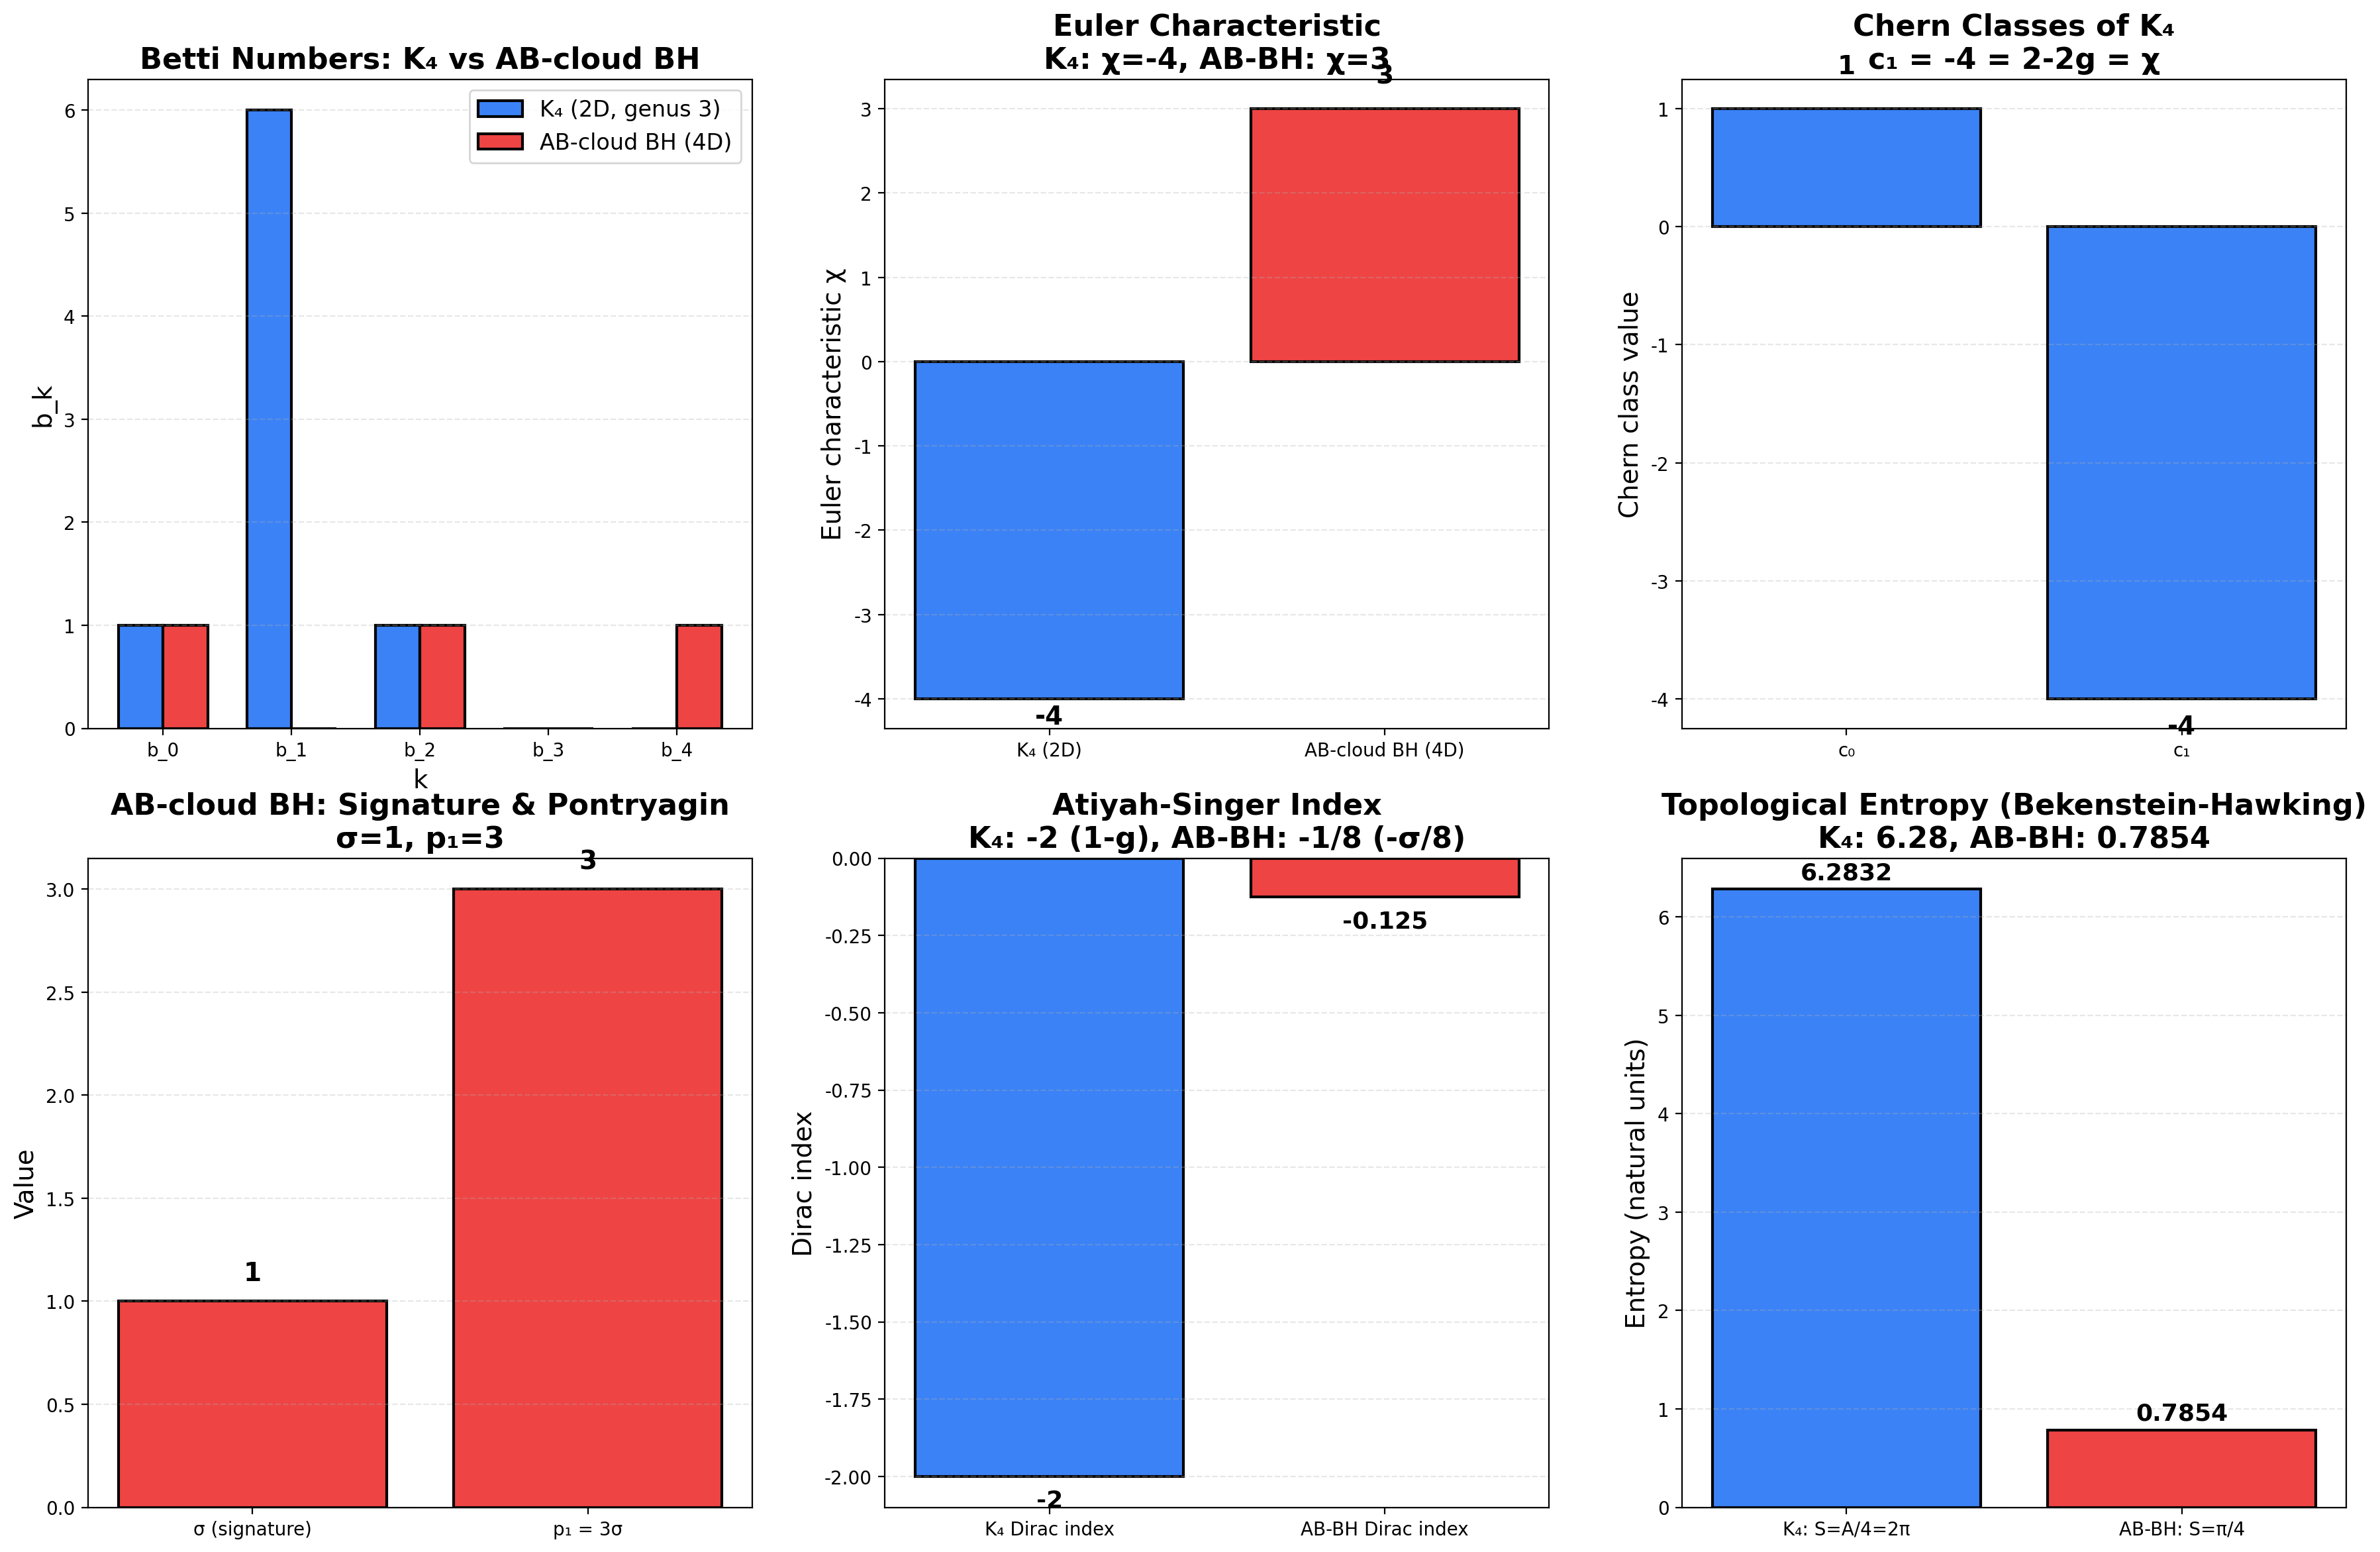 Betti Numbers: K₄ vs AB-cloud BH
K₄ (2D, genus 3)
AB-cloud BH (4D)
b_k
6
5
4
3
2
1
0
b_0
b_1
b_2
b_3
b_4
k
Euler Characteristic
K₄: χ=-4, AB-BH: χ=3
3
Euler characteristic χ
3
2
1
0
-1
-2
-3
-4
-4
K₄ (2D)
AB-cloud BH (4D)
Chern Classes of K₄
c₁ = -4 = 2-2g = χ
1
Chern class value
1
0
-1
-2
-3
-4
-4
c₀
c₁
AB-cloud BH: Signature & Pontryagin
σ=1, p₁=3
3
Value
3.0
2.5
2.0
1.5
1.0
0.5
0.0
1
σ (signature)
p₁ = 3σ
Atiyah-Singer Index
K₄: -2 (1-g), AB-BH: -1/8 (-σ/8)
Dirac index
0.00
-0.25
-0.50
-0.75
-1.00
-1.25
-1.50
-1.75
-2.00
-0.125
-2
K₄ Dirac index
AB-BH Dirac index
Topological Entropy (Bekenstein-Hawking)
K₄: 6.28, AB-BH: 0.7854
6.2832
Entropy (natural units)
6
5
4
3
2
1
0
0.7854
K₄: S=A/4=2π
AB-BH: S=π/4